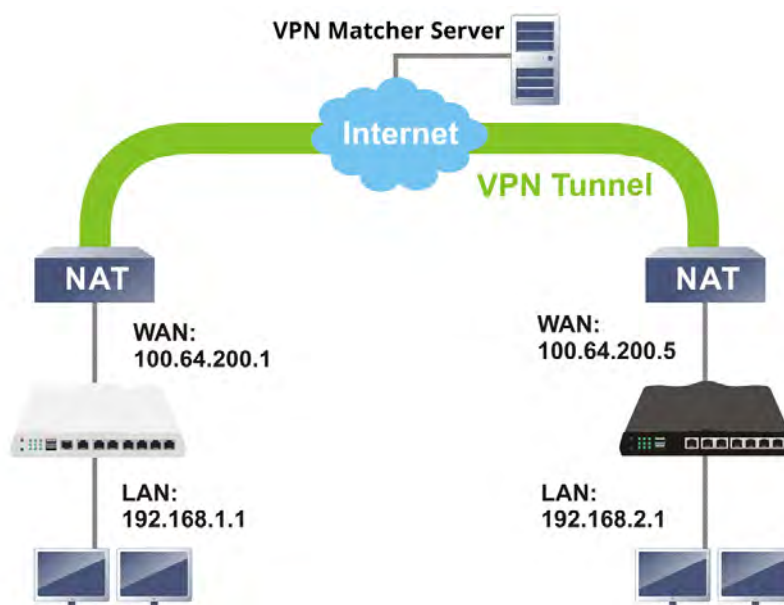 VPN Matcher Server
Internet
VPN Tunnel
NAT
NAT
WAN:
100.64.200.1
WAN:
100.64.200.5
LAN:
192.168.1.1
LAN:
192.168.2.1